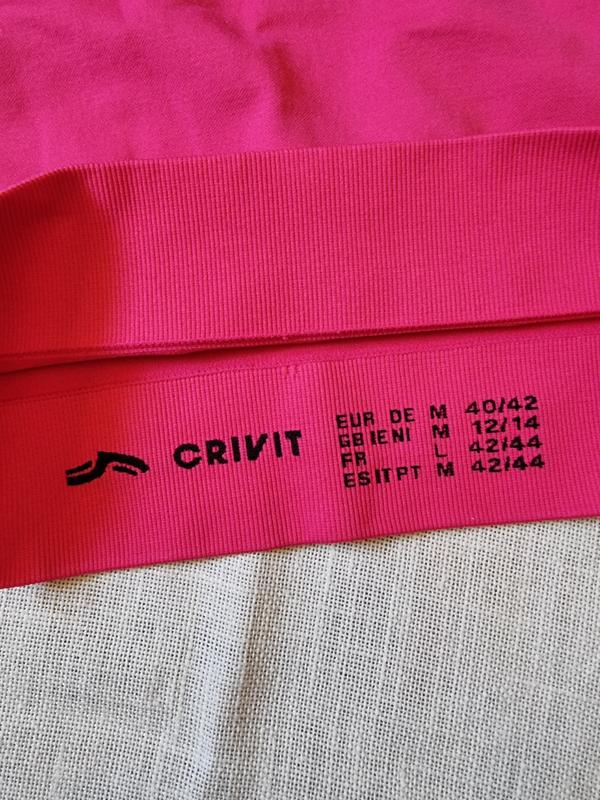 CRIVIT
EUR DE M 40/42
GB IE NI M 12/14
FR L 42/44
ES IT PT M 42/44